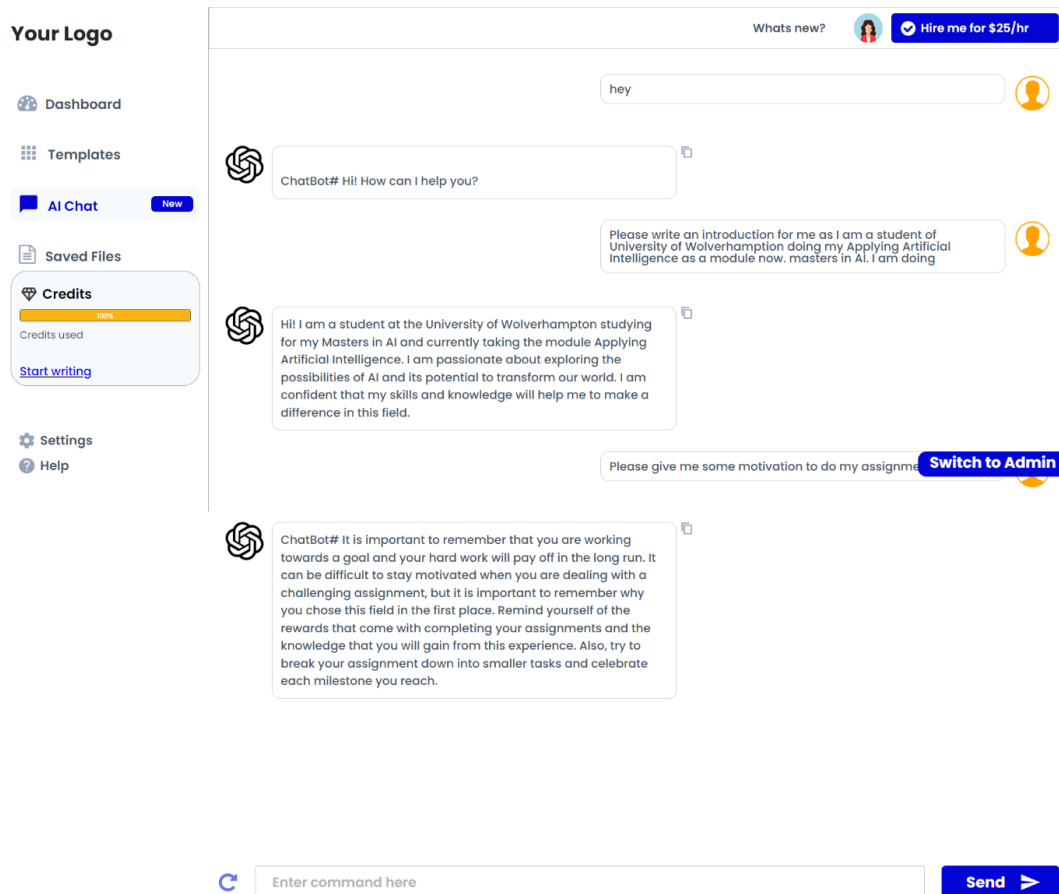 Your Logo
Whats new?
Hire me for $25/hr
Dashboard
Templates
AI Chat
New
Saved Files
Credits
100%
Credits used
Start writing
Settings
Help
hey
ChatBot# Hi! How can I help you?
Please write an introduction for me as I am a student of
University of Wolverhamption doing my Applying Artificial
Intelligence as a module now. masters in AI. I am doing
Hi! I am a student at the University of Wolverhampton studying
for my Masters in AI and currently taking the module Applying
Artificial Intelligence. I am passionate about exploring the
possibilities of AI and its potential to transform our world. I am
confident that my skills and knowledge will help me to make a
difference in this field.
Please give me some motivation to do my assignme
Switch to Admin
ChatBot# It is important to remember that you are working
towards a goal and your hard work will pay off in the long run. It
can be difficult to stay motivated when you are dealing with a
challenging assignment, but it is important to remember why
you chose this field in the first place. Remind yourself of the
rewards that come with completing your assignments and the
knowledge that you will gain from this experience. Also, try to
break your assignment down into smaller tasks and celebrate
each milestone you reach.
Enter command here
Send